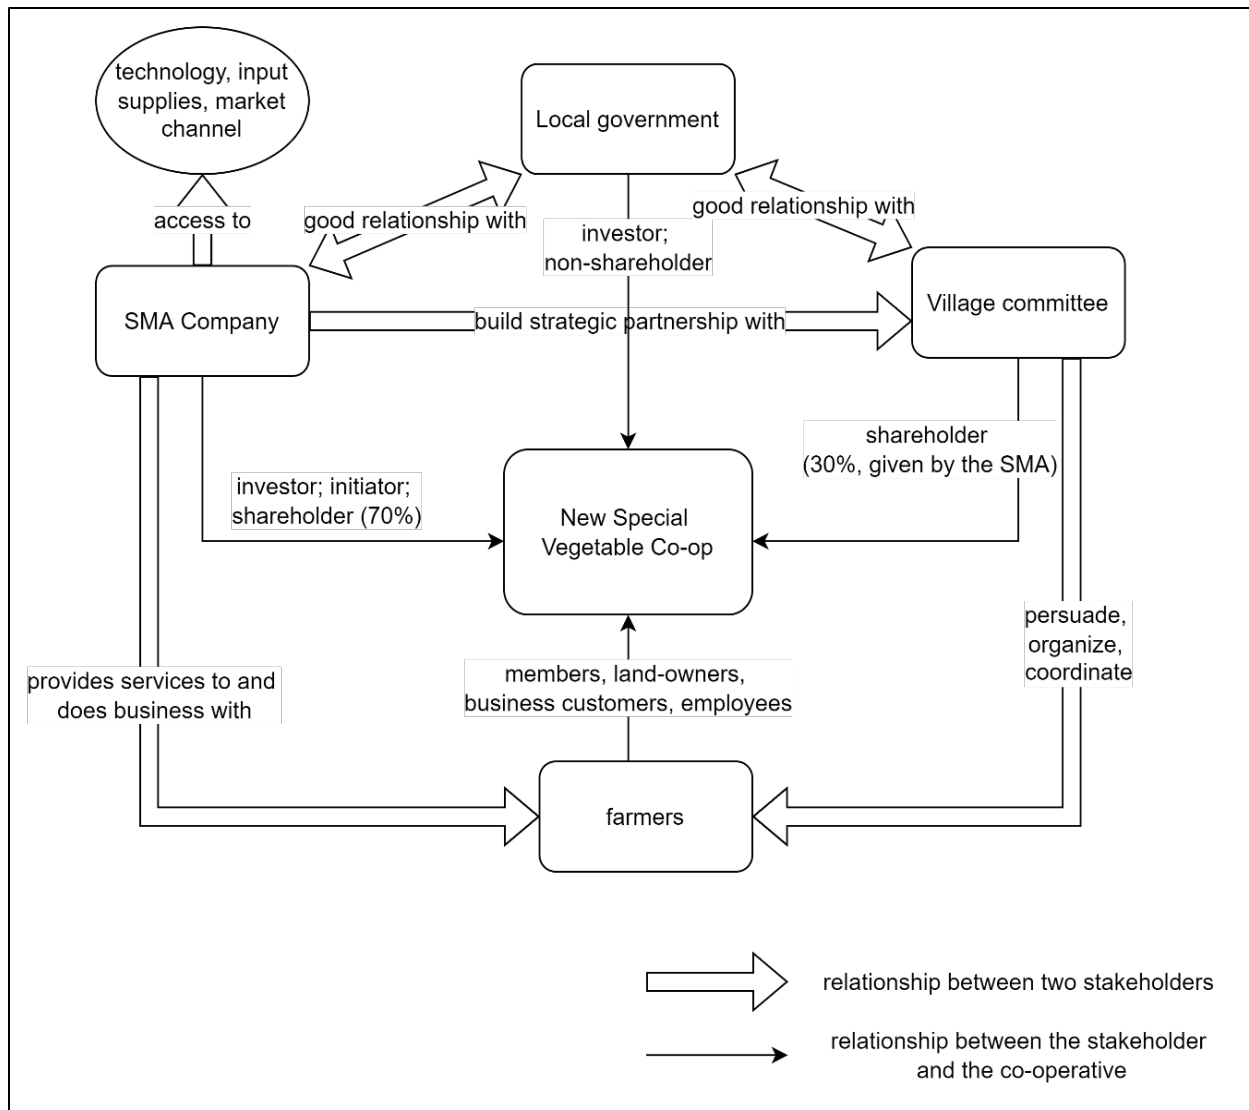 technology, input
supplies, market
channel
Local government
access to
good relationship with
good relationship with
investor;
non-shareholder
SMA Company
build strategic partnership with
Village committee
shareholder
(30%, given by the SMA)
investor; initiator;
shareholder (70%)
New Special
Vegetable Co-op
persuade,
organize,
coordinate
provides services to and
does business with
members, land-owners,
business customers, employees
farmers
relationship between two stakeholders
relationship between the stakeholder
and the co-operative